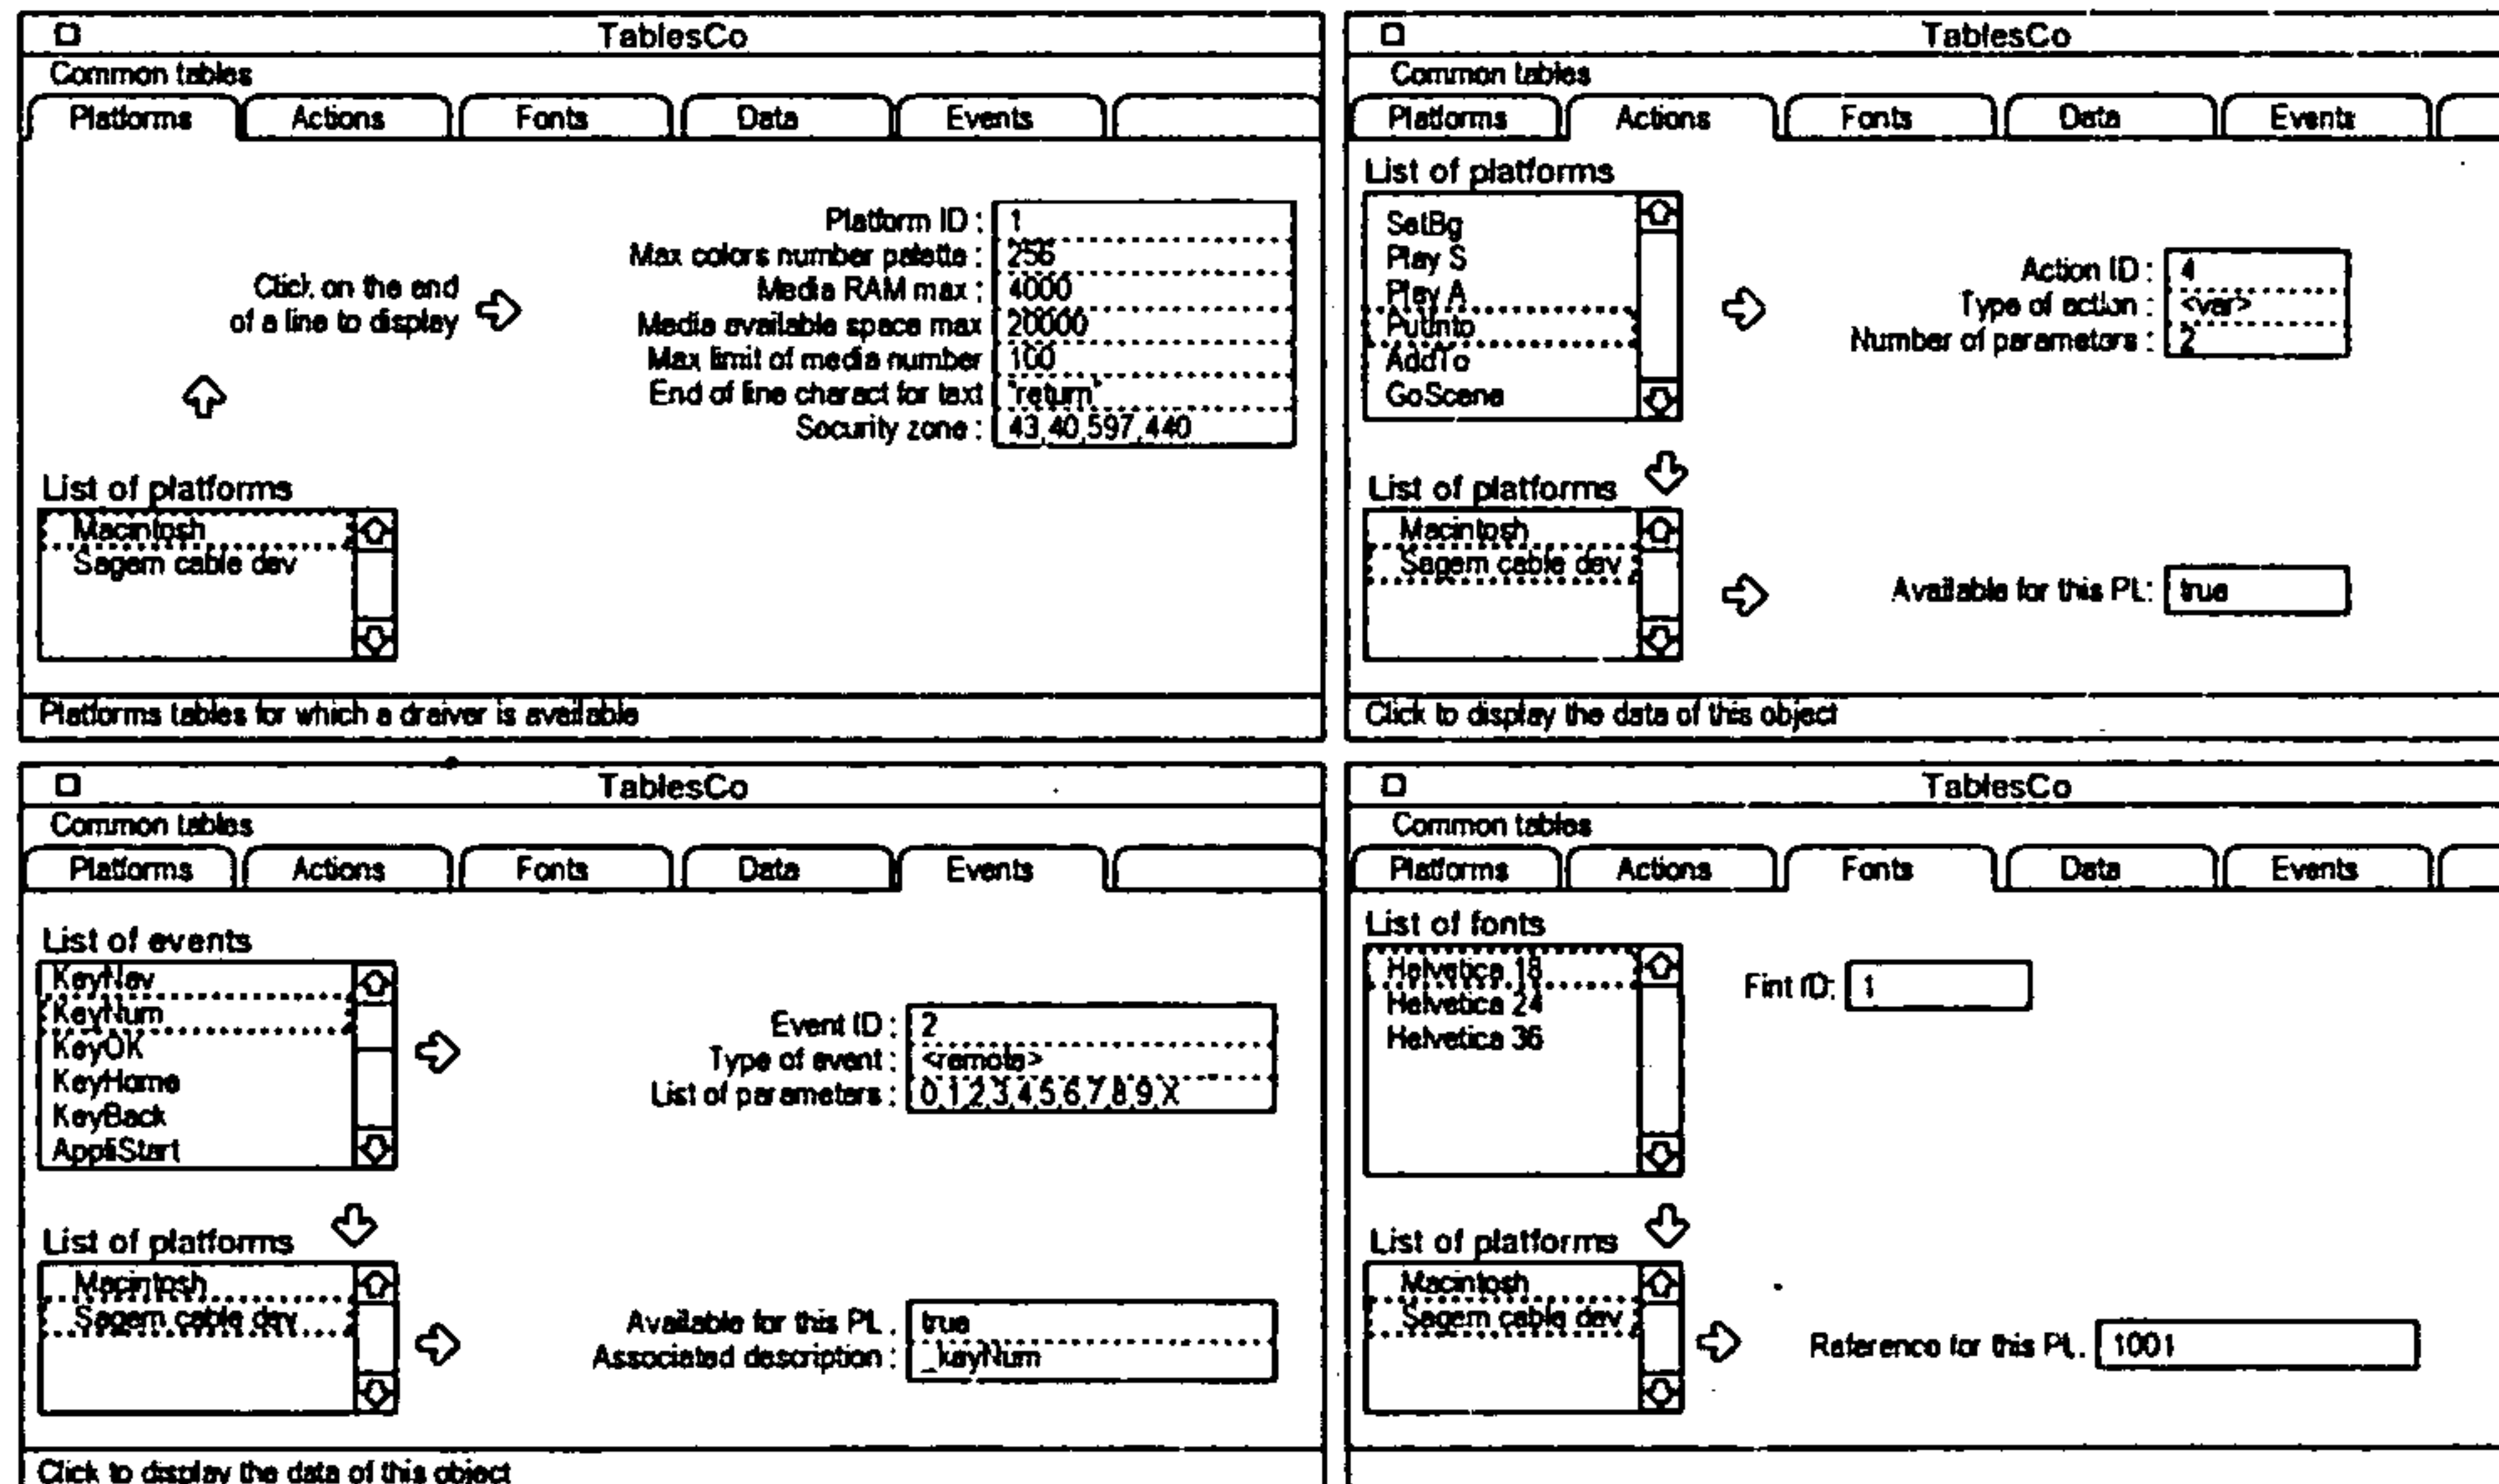 TablesCo
Common tables
Platforms Actions Fonts Data Events
Platform ID : 1
Max colors number palette : 256
Click on the end
of a line to display
Media RAM max : 4000
Media available space max 20000
Max limit of media number 100
End of line charact for text "return"
Security zone : 43,40,597,440
List of platforms
Macintosh
Sagem cable dev
Platforms tables for which a draiver is available
TablesCo
Common tables
Platforms Actions Fonts Data Events
List of platforms
SetBg
Play S
Play A
PutInto
AddTo
GoScene
Action ID : 4
Type of action : <var>
Number of parameters : 2
List of platforms
Macintosh
Sagem cable dev
Available for this PL: true
Click to display the data of this object
TablesCo
Common tables
Platforms Actions Fonts Data Events
List of events
KeyNav
KeyNum
KeyOK
KeyHome
KeyBack
AppliStart
Event ID : 2
Type of event : <remote>
List of parameters : 0,1,2,3,4,5,6,7,8,9,X
List of platforms
Macintosh
Sagem cable dev
Available for this PL. true
Associated description : _keyNum
Click to display the data of this object
TablesCo
Common tables
Platforms Actions Fonts Data Events
List of fonts
Helvetica 18
Helvetica 24
Helvetica 36
Fint ID: 1
List of platforms
Macintosh
Sagem cable dev
Reference for this PL. 1001